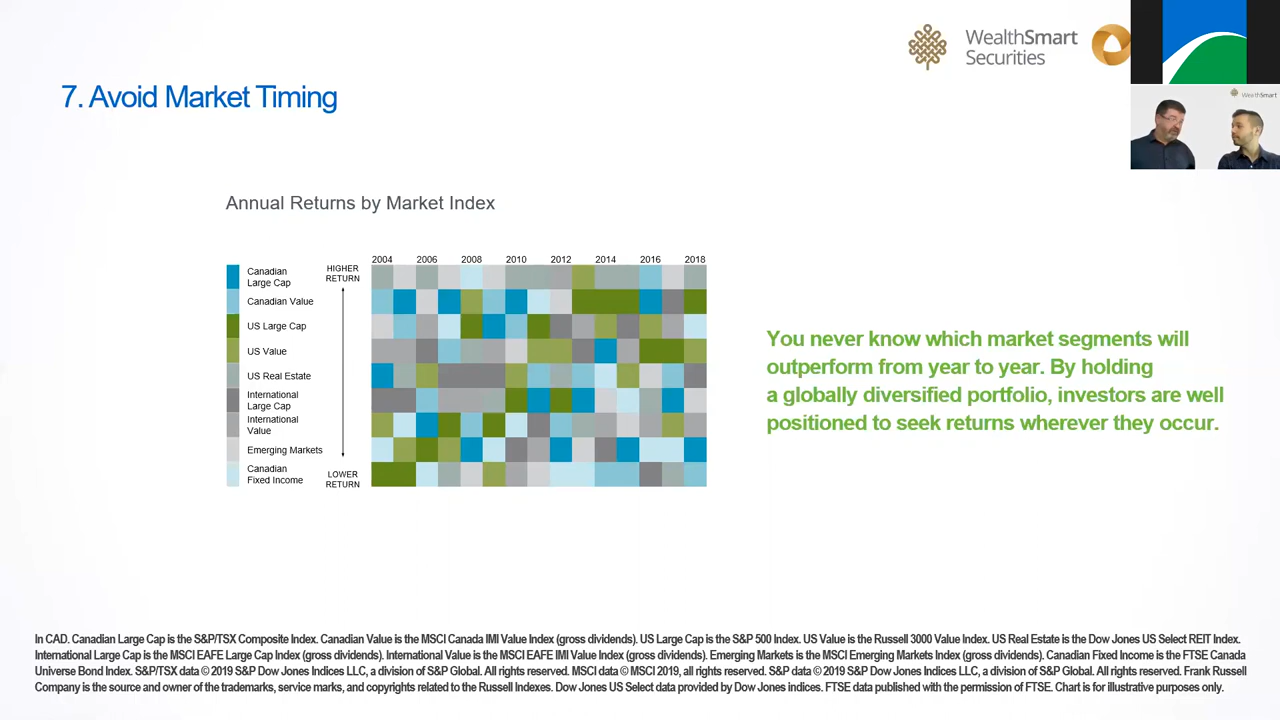 WealthSmart
Securities
WealthSmart
7. Avoid Market Timing
Annual Returns by Market Index
2004 2006 2008 2010 2012 2014 2016 2018
Canadian
Large Cap
Canadian Value
US Large Cap
US Value
US Real Estate
International
Large Cap
International
Value
Emerging Markets
Canadian
Fixed Income
HIGHER
RETURN
LOWER
RETURN
You never know which market segments will
outperform from year to year. By holding
a globally diversified portfolio, investors are well
positioned to seek returns wherever they occur.
In CAD. Canadian Large Cap is the S&P/TSX Composite Index. Canadian Value is the MSCI Canada IMI Value Index (gross dividends). US Large Cap is the S&P 500 Index. US Value is the Russell 3000 Value Index. US Real Estate is the Dow Jones US Select REIT Index.
International Large Cap is the MSCI EAFE Large Cap Index (gross dividends). International Value is the MSCI EAFE IMI Value Index (gross dividends). Emerging Markets is the MSCI Emerging Markets Index (gross dividends). Canadian Fixed Income is the FTSE Canada
Universe Bond Index. S&P/TSX data © 2019 S&P Dow Jones Indices LLC, a division of S&P Global. All rights reserved. MSCI data © MSCI 2019, all rights reserved. S&P data © 2019 S&P Dow Jones Indices LLC, a division of S&P Global. All rights reserved. Frank Russell
Company is the source and owner of the trademarks, service marks, and copyrights related to the Russell Indexes. Dow Jones US Select data provided by Dow Jones indices. FTSE data published with the permission of FTSE. Chart is for illustrative purposes only.